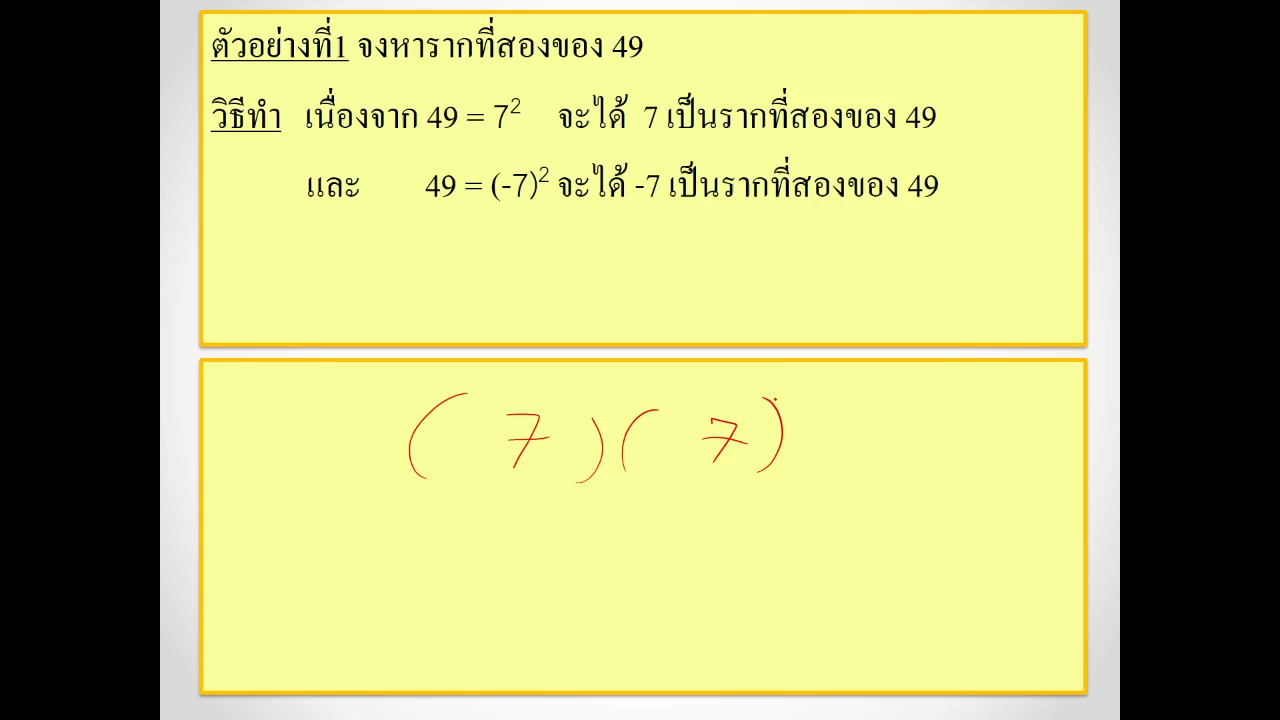 ตัวอย่างที่1 จงหารากที่สองของ 49
วิธีทำ เนื่องจาก 49 = 7² จะได้ 7 เป็นรากที่สองของ 49
และ 49 = (-7)² จะได้ -7 เป็นรากที่สองของ 49
( 7 )( 7 )